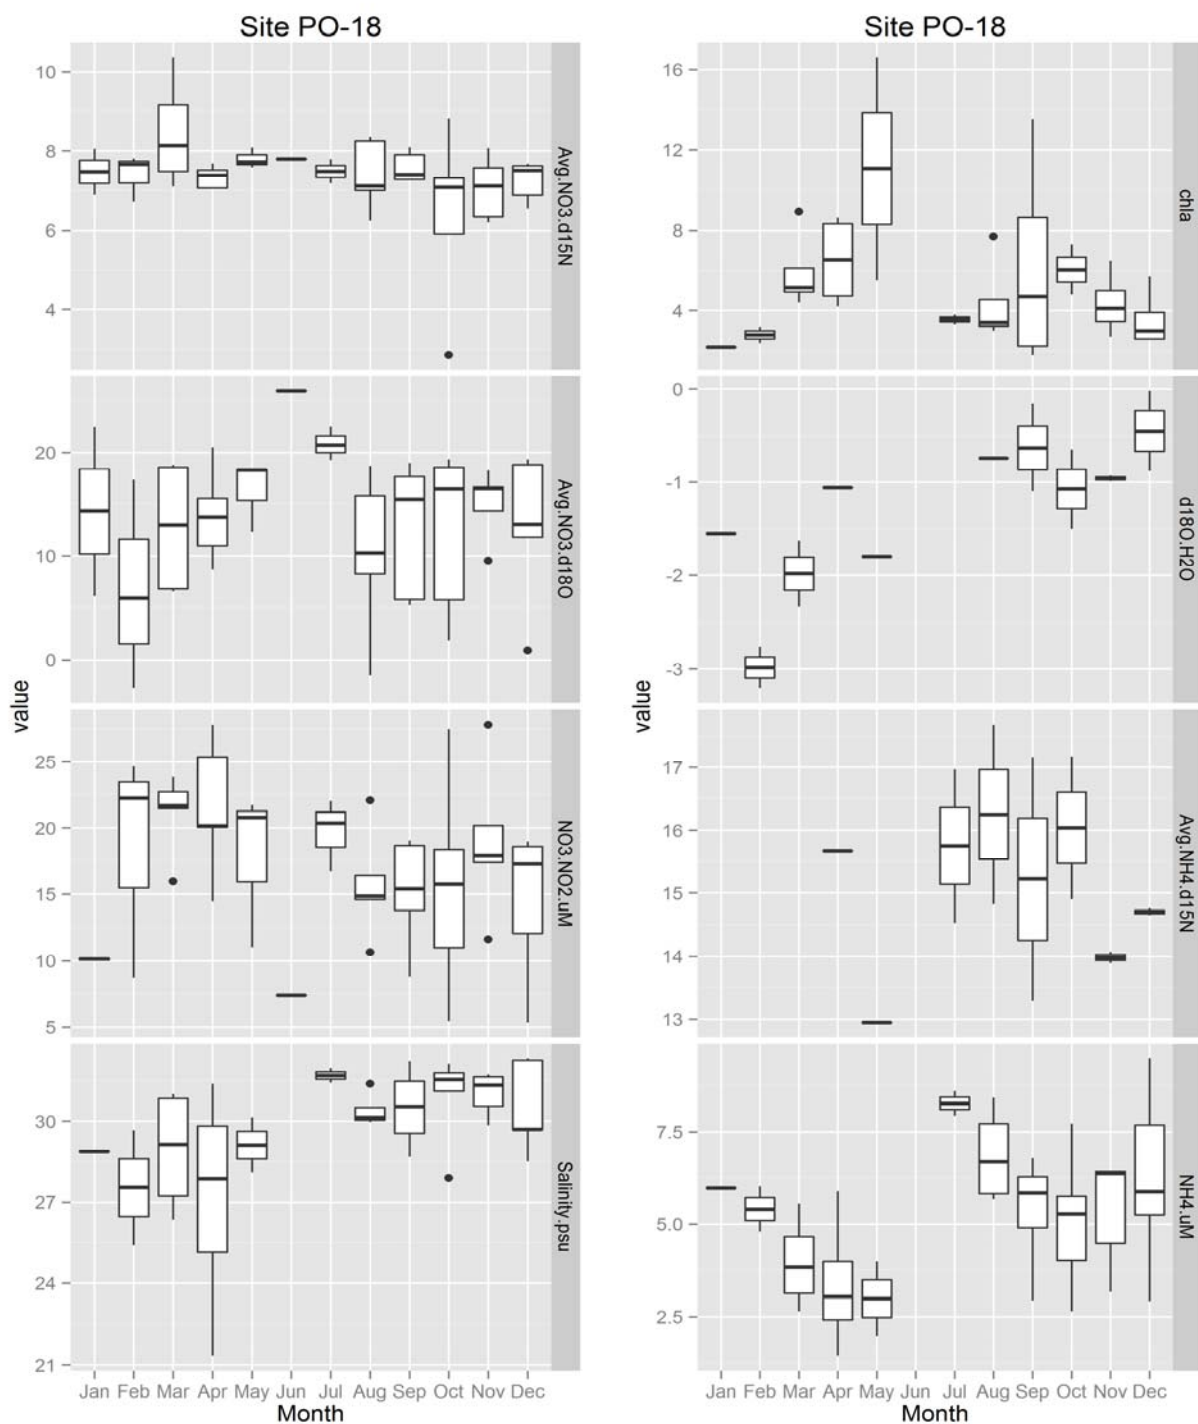 Site PO-18
10
8
6
4
Avg.NO3.d15N
20
10
0
Avg.NO3.d18O
25
20
15
10
5
NO3.NO2.uM
30
27
24
21
Salinity.psu
value
Jan Feb Mar Apr May Jun Jul Aug Sep Oct Nov Dec
Month
Site PO-18
16
12
8
4
chla
0
-1
-2
-3
d18O.H2O
17
16
15
14
13
Avg.NH4.d15N
7.5
5.0
2.5
NH4.uM
value
Jan Feb Mar Apr May Jun Jul Aug Sep Oct Nov Dec
Month